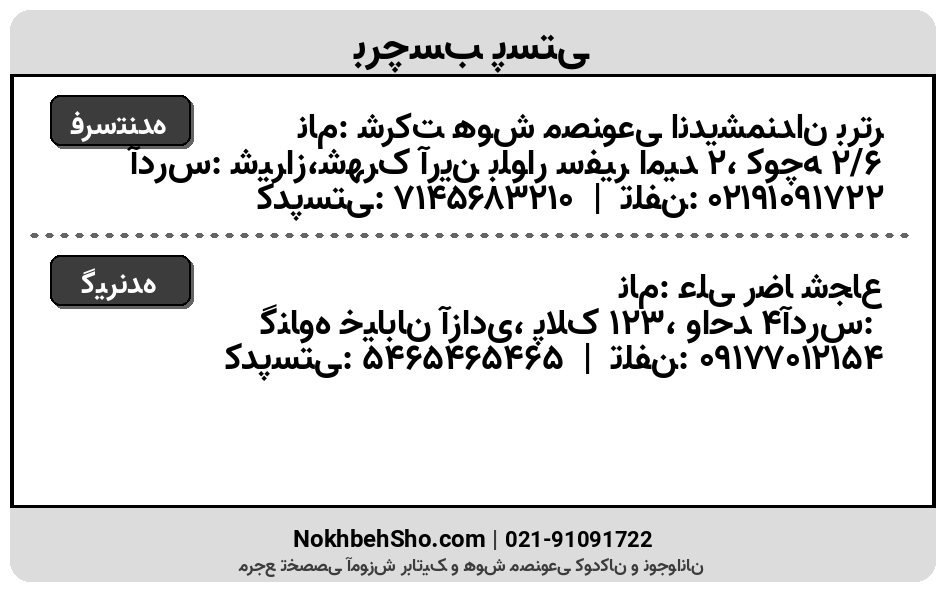 برچسب پستی
فرستنده
نام: شرکت هوش مصنوعی اندیشمندان برتر
آدرس: شیراز،شهرک آرین بلوار سفیر امید ۲، کوچه ۲/۶
کدپستی: ۷۱۴۵۶۸۳۲۱۰ | تلفن: ۰۲۱۹۱۰۹۱۷۲۲
گیرنده
نام: علی رضا شجاع
آدرس: گناوه خیابان آزادی، پلاک ۱۲۳، واحد ۴
کدپستی: ۵۴۶۵۴۶۵۴۶۵ | تلفن: ۰۹۱۷۷۰۱۲۱۵۴
NokhbehSho.com | 021-91091722
مرجع تخصصی آموزش رباتیک و هوش مصنوعی کودکان و نوجوانان